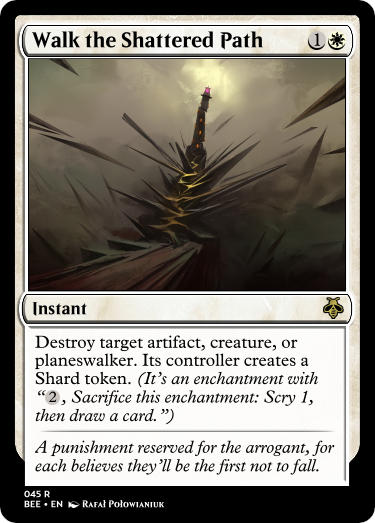 Walk the Shattered Path 1
Instant
Destroy target artifact, creature, or
planeswalker. Its controller creates a
Shard token. (It's an enchantment with
“2, Sacrifice this enchantment: Scry 1,
then draw a card.”)
A punishment reserved for the arrogant, for
each believes they'll be the first not to fall.
045 R
BEE • EN Rafał Połowianiuk